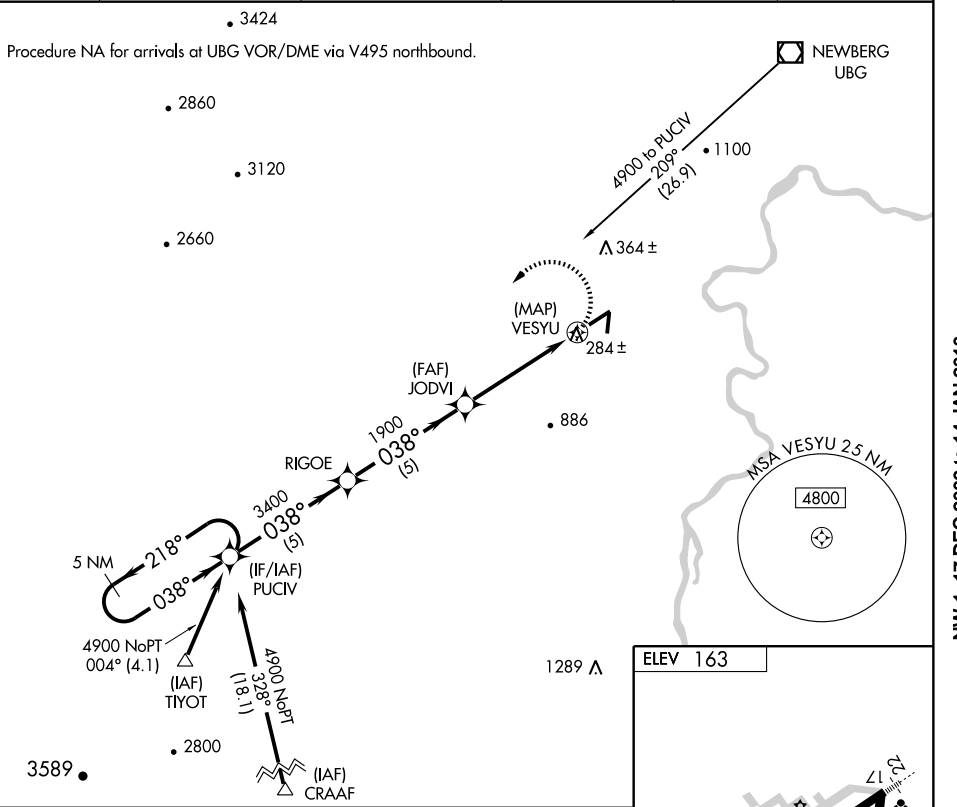 3424
Procedure NA for arrivals at UBG VOR/DME via V495 northbound.
NEWBERG
UBG
2860
4900 to PUCIV
209°
(26.9)
1100
3120
2660
364±
(MAP)
VESYU
284±
(FAF)
JODVI
1900
038°
(5)
886
RIGOE
MSA VESYU 25 NM
4800
3400
038°
(5)
5 NM
218°
038°
(IF/IAF)
PUCIV
4900 NoPT
004° (4.1)
(IAF)
TIYOT
4900 NoPT
328°
(18.1)
1289
ELEV 163
2800
3589
(IAF)
CRAAF
17
22